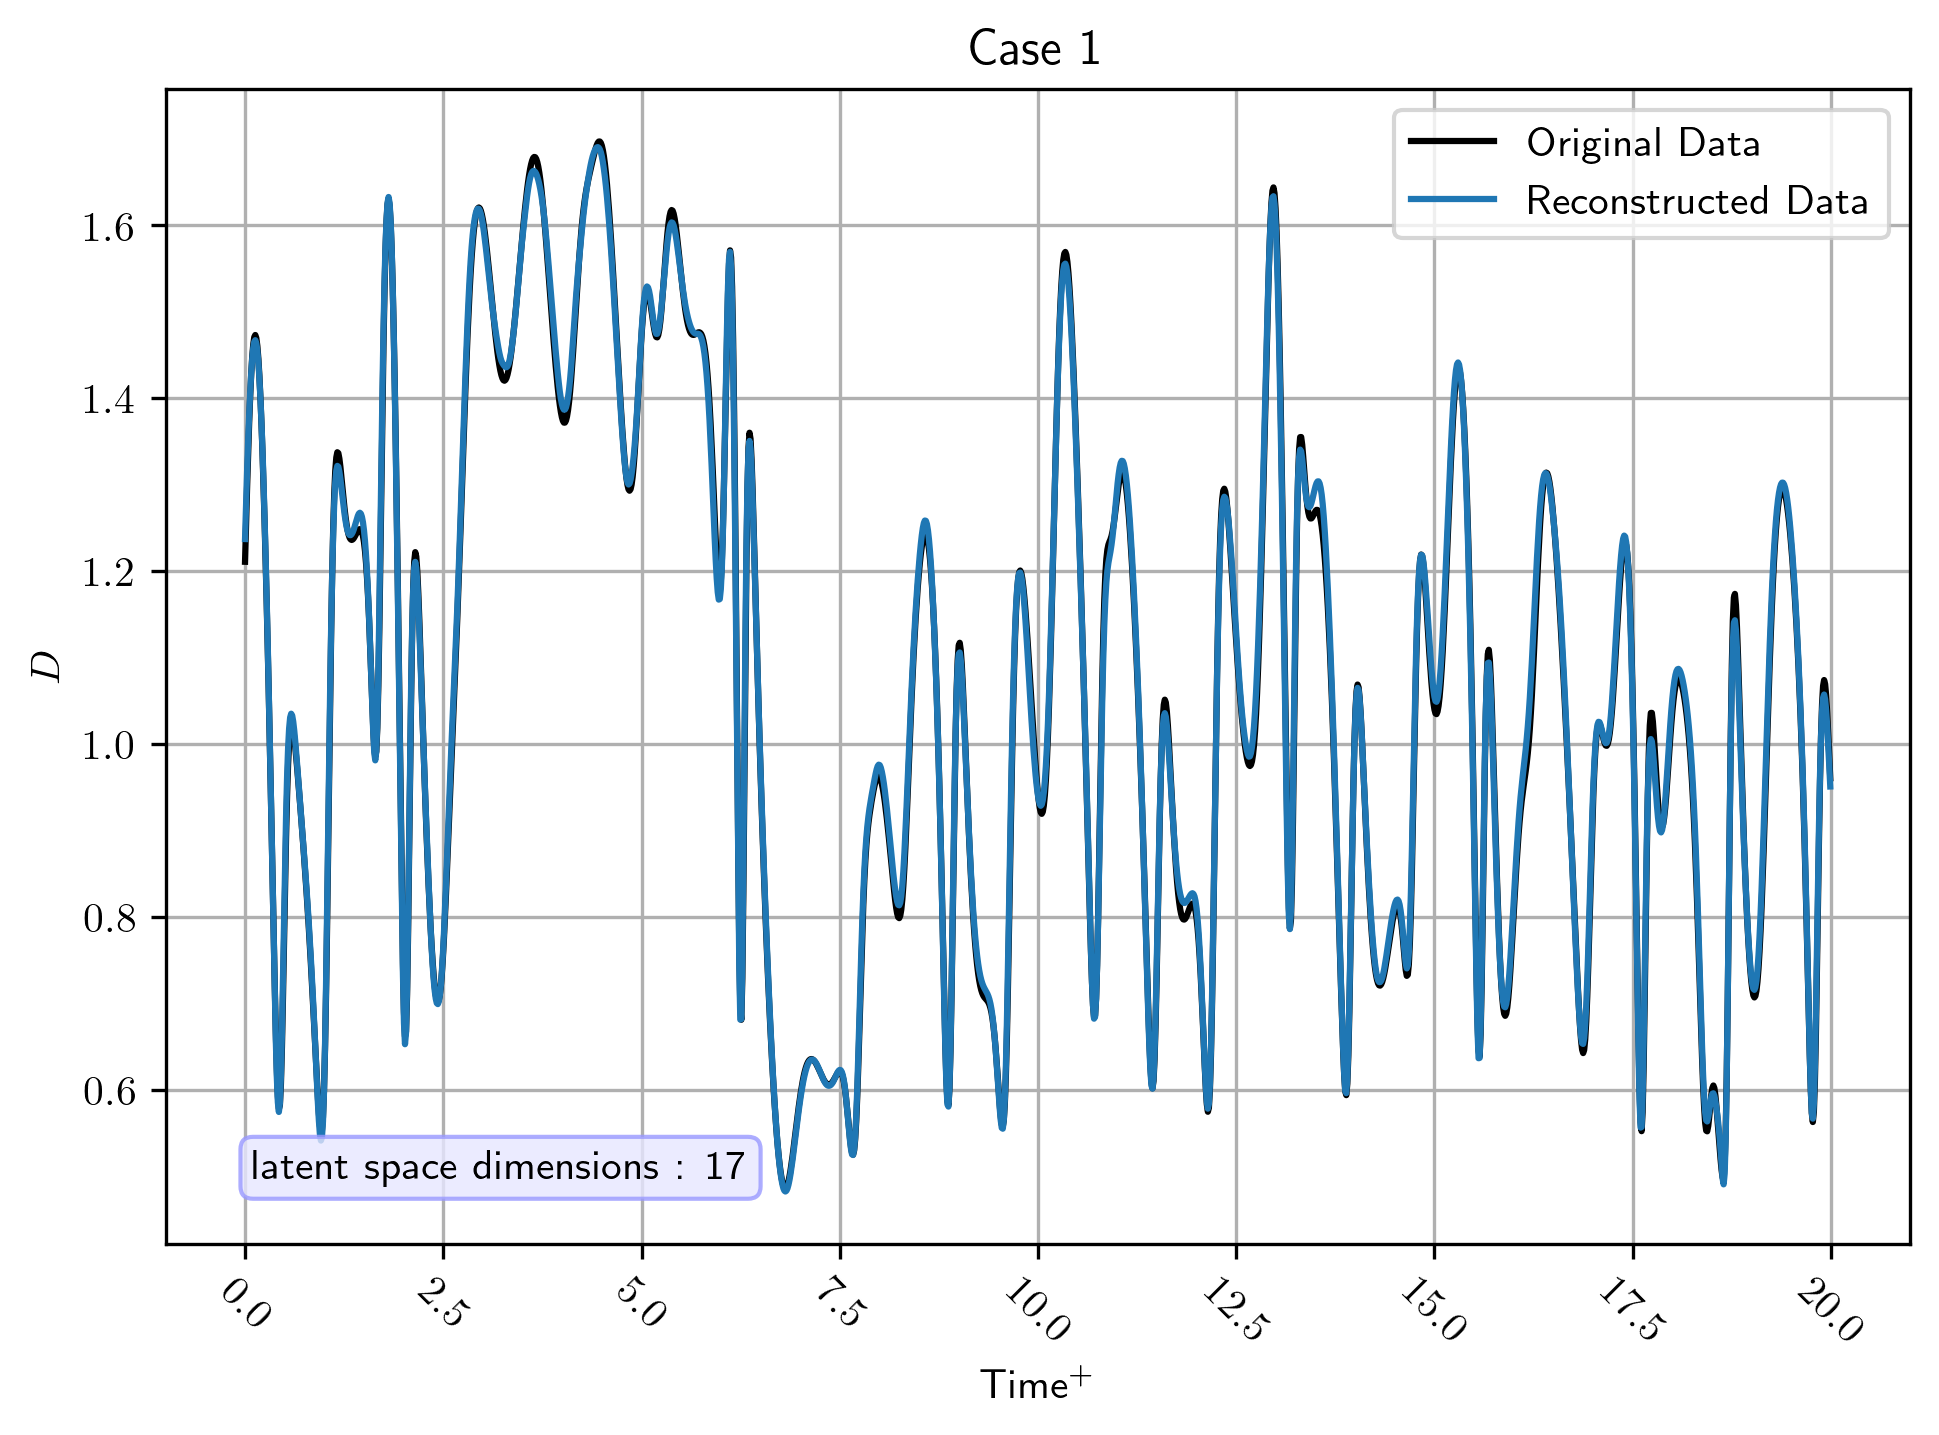 Case 1
Original Data
Reconstructed Data
D
1.6
1.4
1.2
1.0
0.8
0.6
latent space dimensions : 17
0.0 2.5 5.0 7.5 10.0 12.5 15.0 17.5 20.0
Time⁺